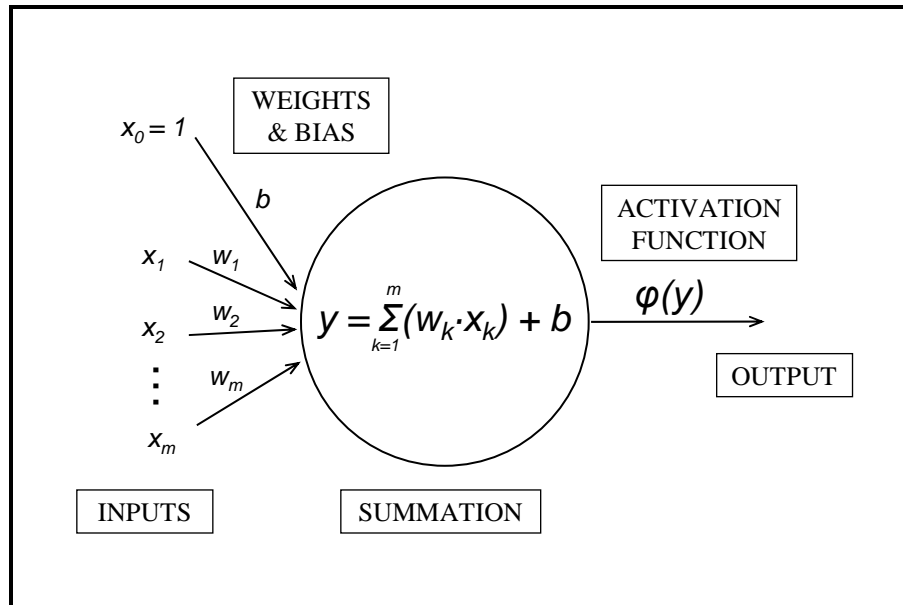 WEIGHTS
& BIAS
x₀ = 1
b
ACTIVATION
FUNCTION
x₁
w₁
x₂
w₂
⋮
wₘ
xₘ
m
y = Σ(wₖ·xₖ) + b
k=1
φ(y)
OUTPUT
INPUTS
SUMMATION